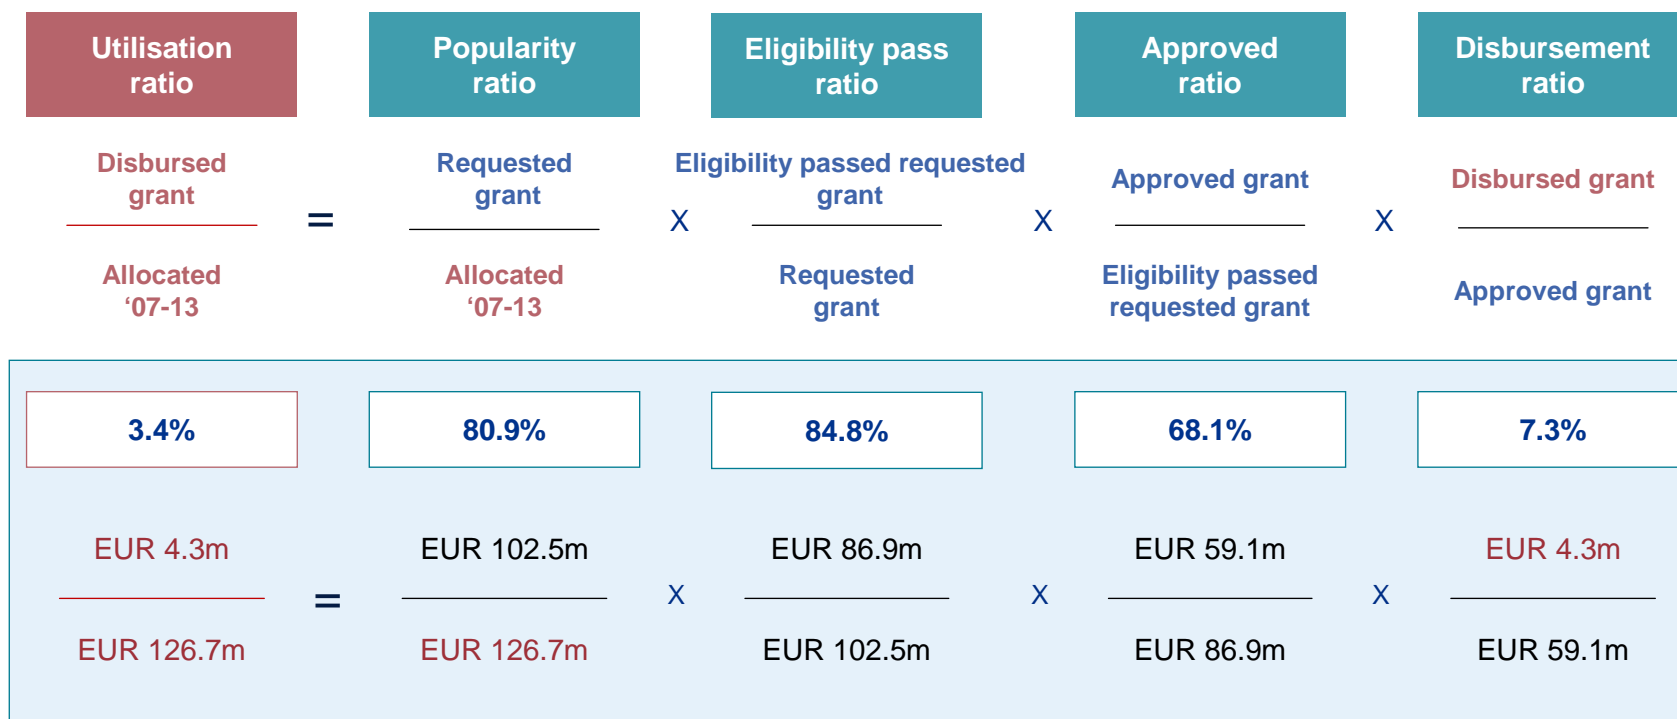 Utilisation
ratio
Popularity
ratio
Eligibility pass
ratio
Approved
ratio
Disbursement
ratio
Disbursed
grant
Allocated
‘07-13
=
Requested
grant
Allocated
‘07-13
X
Eligibility passed requested
grant
Requested
grant
X
Approved grant
Eligibility passed
requested grant
X
Disbursed grant
Approved grant
3.4%
80.9%
84.8%
68.1%
7.3%
EUR 4.3m
EUR 126.7m
=
EUR 102.5m
EUR 126.7m
X
EUR 86.9m
EUR 102.5m
X
EUR 59.1m
EUR 86.9m
X
EUR 4.3m
EUR 59.1m